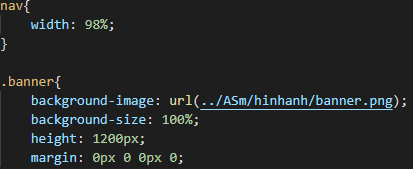 nav{
    width: 98%;
}
.banner{
    background-image: url(../ASm/hinhanh/banner.png);
    background-size: 100%;
    height: 1200px;
    margin: 0px 0 0px 0;